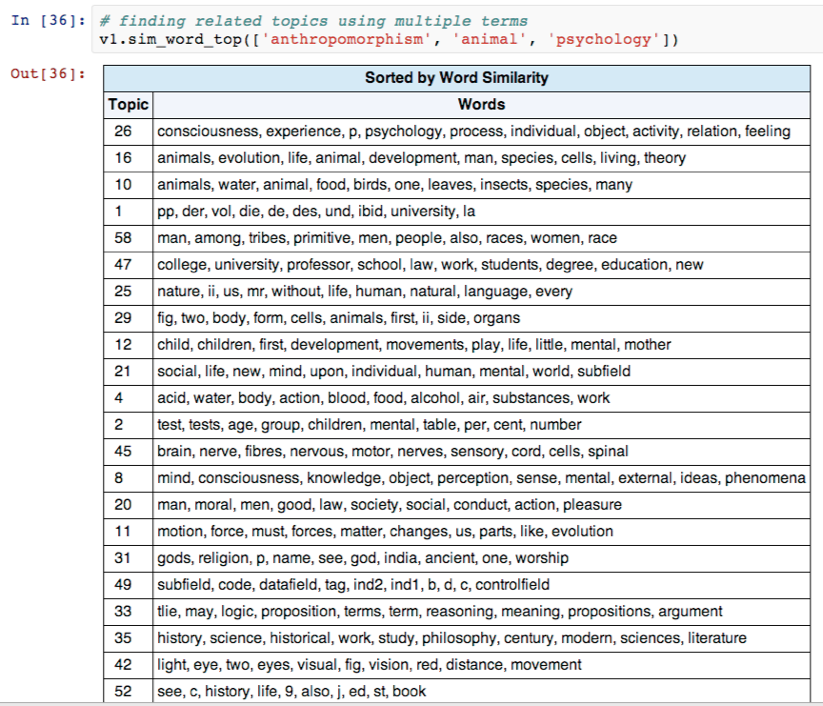 In [36]: # finding related topics using multiple terms
v1.sim_word_top(['anthropomorphism', 'animal', 'psychology'])
Out[36]:
Sorted by Word Similarity
Topic Words
26 consciousness, experience, p, psychology, process, individual, object, activity, relation, feeling
16 animals, evolution, life, animal, development, man, species, cells, living, theory
10 animals, water, animal, food, birds, one, leaves, insects, species, many
1 pp, der, vol, die, de, des, und, ibid, university, la
58 man, among, tribes, primitive, men, people, also, races, women, race
47 college, university, professor, school, law, work, students, degree, education, new
25 nature, ii, us, mr, without, life, human, natural, language, every
29 fig, two, body, form, cells, animals, first, ii, side, organs
12 child, children, first, development, movements, play, life, little, mental, mother
21 social, life, new, mind, upon, individual, human, mental, world, subfield
4 acid, water, body, action, blood, food, alcohol, air, substances, work
2 test, tests, age, group, children, mental, table, per, cent, number
45 brain, nerve, fibres, nervous, motor, nerves, sensory, cord, cells, spinal
8 mind, consciousness, knowledge, object, perception, sense, mental, external, ideas, phenomena
20 man, moral, men, good, law, society, social, conduct, action, pleasure
11 motion, force, must, forces, matter, changes, us, parts, like, evolution
31 gods, religion, p, name, see, god, india, ancient, one, worship
49 subfield, code, datafield, tag, ind2, ind1, b, d, c, controlfield
33 tlie, may, logic, proposition, terms, term, reasoning, meaning, propositions, argument
35 history, science, historical, work, study, philosophy, century, modern, sciences, literature
42 light, eye, two, eyes, visual, fig, vision, red, distance, movement
52 see, c, history, life, 9, also, j, ed, st, book